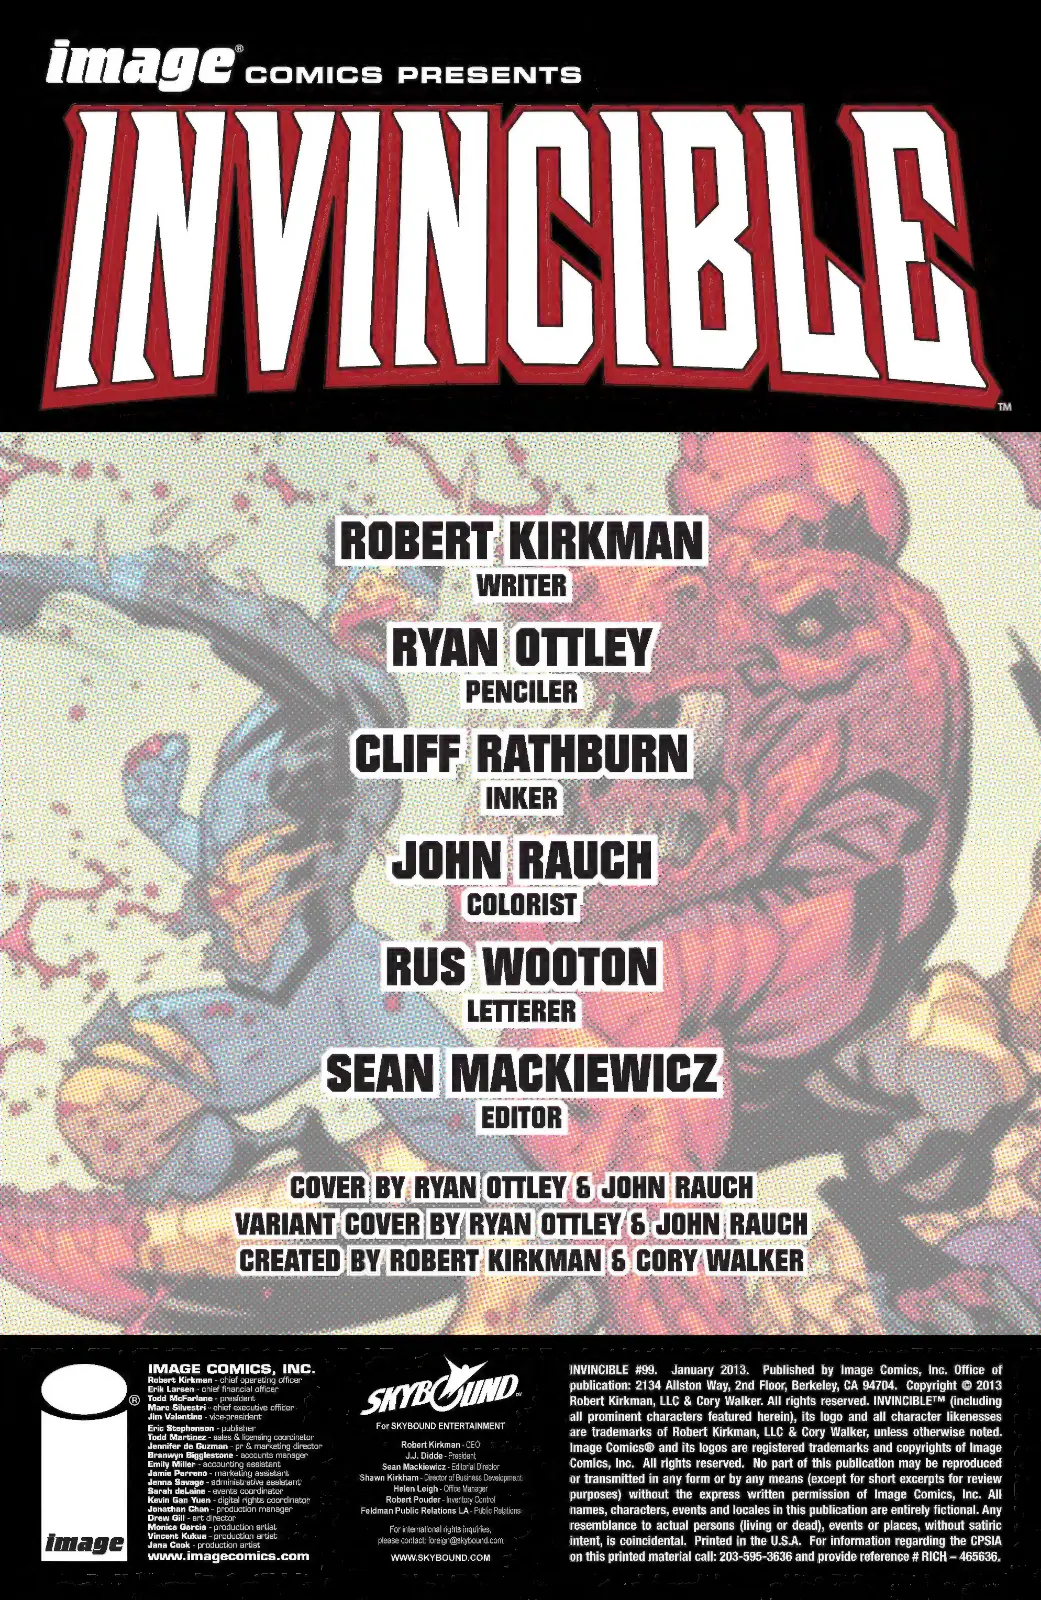 image® COMICS PRESENTS
INVINCIBLE™
ROBERT KIRKMAN
WRITER
RYAN OTTLEY
PENCILER
CLIFF RATHBURN
INKER
JOHN RAUCH
COLORIST
RUS WOOTON
LETTERER
SEAN MACKIEWICZ
EDITOR
COVER BY RYAN OTTLEY & JOHN RAUCH
VARIANT COVER BY RYAN OTTLEY & JOHN RAUCH
CREATED BY ROBERT KIRKMAN & CORY WALKER
®
image
IMAGE COMICS, INC.
Robert Kirkman - chief operating officer
Erik Larsen - chief financial officer
Todd McFarlane - president
Marc Silvestri - chief executive officer
Jim Valentino - vice-president
Eric Stephenson - publisher
Todd Martinez - sales & licensing coordinator
Jennifer de Guzman - pr & marketing director
Branwyn Bigglestone - accounts manager
Emily Miller - accounting assistant
Jamie Parreno - marketing assistant
Jenna Savage - administrative assistant
Sarah deLaine - events coordinator
Kevin Gan Yuen - digital rights coordinator
Jonathan Chan - production manager
Drew Gill - art director
Monica Garcia - production artist
Vincent Kukua - production artist
Jana Cook - production artist
www.imagecomics.com
SKYBOUND™
For SKYBOUND ENTERTAINMENT
Robert Kirkman - CEO
J.J. Didde - President
Sean Mackiewicz - Editorial Director
Shawn Kirkham - Director of Business Development
Helen Leigh - Office Manager
Robert Pouder - Inventory Control
Feldman Public Relations LA - Public Relations
For international rights inquiries,
please contact: foreign@skybound.com
WWW.SKYBOUND.COM
INVINCIBLE #99. January 2013. Published by Image Comics, Inc. Office of
publication: 2134 Allston Way, 2nd Floor, Berkeley, CA 94704. Copyright © 2013
Robert Kirkman, LLC & Cory Walker. All rights reserved. INVINCIBLE™ (including
all prominent characters featured herein), its logo and all character likenesses
are trademarks of Robert Kirkman, LLC & Cory Walker, unless otherwise noted.
Image Comics® and its logos are registered trademarks and copyrights of Image
Comics, Inc. All rights reserved. No part of this publication may be reproduced
or transmitted in any form or by any means (except for short excerpts for review
purposes) without the express written permission of Image Comics, Inc. All
names, characters, events and locales in this publication are entirely fictional. Any
resemblance to actual persons (living or dead), events or places, without satiric
intent, is coincidental. Printed in the U.S.A. For information regarding the CPSIA
on this printed material call: 203-595-3636 and provide reference # RICH – 465636.